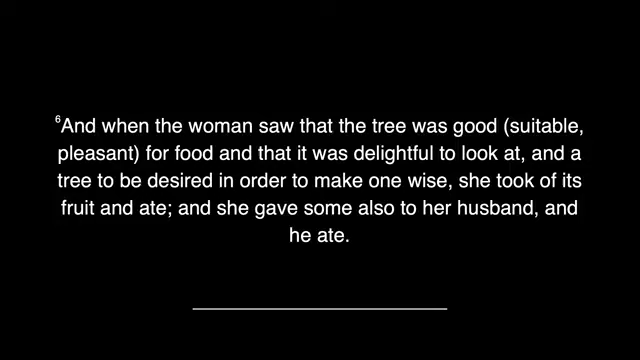 ⁶And when the woman saw that the tree was good (suitable,
pleasant) for food and that it was delightful to look at, and a
tree to be desired in order to make one wise, she took of its
fruit and ate; and she gave some also to her husband, and
he ate.